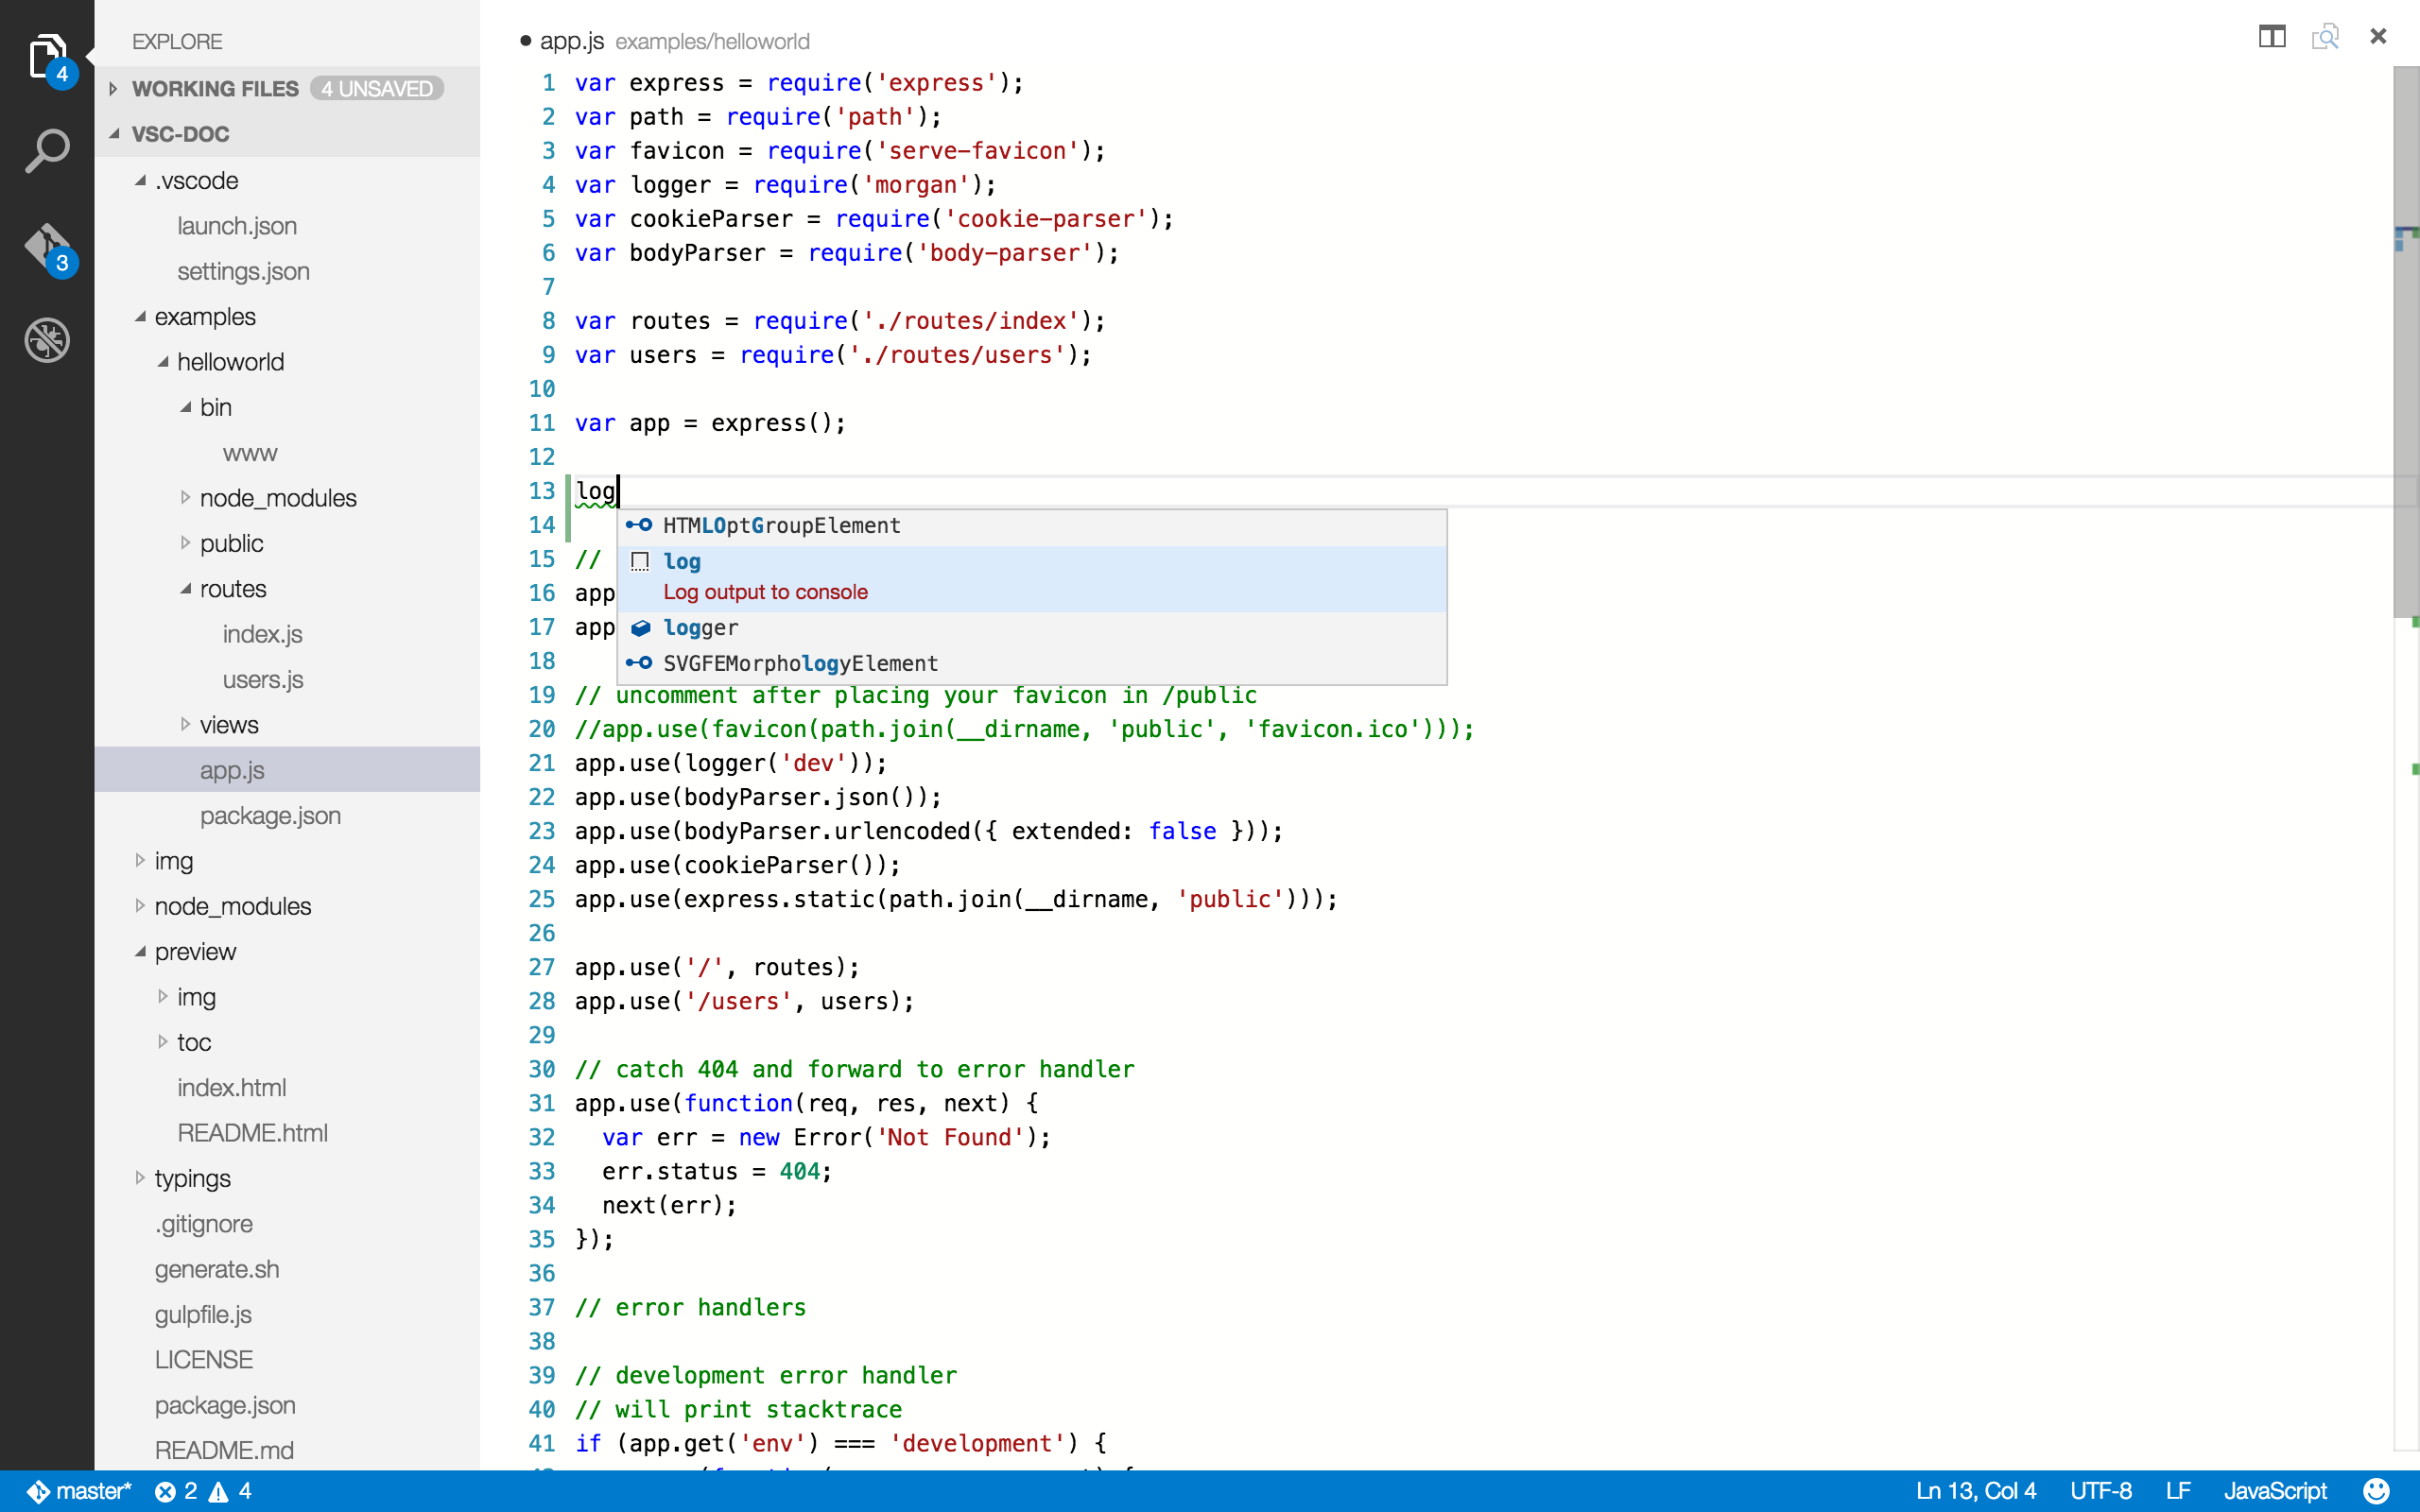 4
3
EXPLORE
WORKING FILES 4 UNSAVED
VSC-DOC
.vscode
launch.json
settings.json
examples
helloworld
bin
www
node_modules
public
routes
index.js
users.js
views
app.js
package.json
img
node_modules
preview
img
toc
index.html
README.html
typings
.gitignore
generate.sh
gulpfile.js
LICENSE
package.json
README.md
app.js examples/helloworld
1 var express = require('express');
2 var path = require('path');
3 var favicon = require('serve-favicon');
4 var logger = require('morgan');
5 var cookieParser = require('cookie-parser');
6 var bodyParser = require('body-parser');
7
8 var routes = require('./routes/index');
9 var users = require('./routes/users');
10
11 var app = express();
12
13 log
14
HTMLOptGroupElement
log
Log output to console
logger
SVGFEMorphologyElement
15 //
16 app
17 app
18
19 // uncomment after placing your favicon in /public
20 //app.use(favicon(path.join(__dirname, 'public', 'favicon.ico')));
21 app.use(logger('dev'));
22 app.use(bodyParser.json());
23 app.use(bodyParser.urlencoded({ extended: false }));
24 app.use(cookieParser());
25 app.use(express.static(path.join(__dirname, 'public')));
26
27 app.use('/', routes);
28 app.use('/users', users);
29
30 // catch 404 and forward to error handler
31 app.use(function(req, res, next) {
32 var err = new Error('Not Found');
33 err.status = 404;
34 next(err);
35 });
36
37 // error handlers
38
39 // development error handler
40 // will print stacktrace
41 if (app.get('env') === 'development') {
master* 2 4 Ln 13, Col 4 UTF-8 LF JavaScript